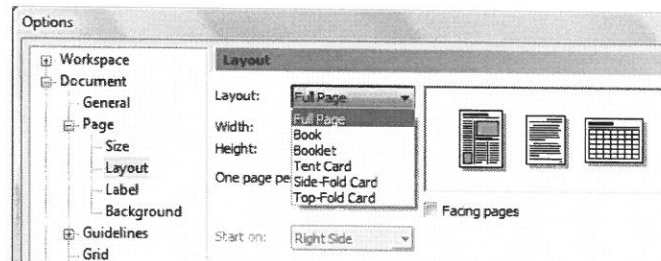 Options
Workspace
Document
General
Page
Size
Layout
Label
Background
Guidelines
Grid
Layout
Layout: Full Page
Full Page
Book
Booklet
Tent Card
Side-Fold Card
Top-Fold Card
Width:
Height:
One page pe
Facing pages
Start on: Right Side